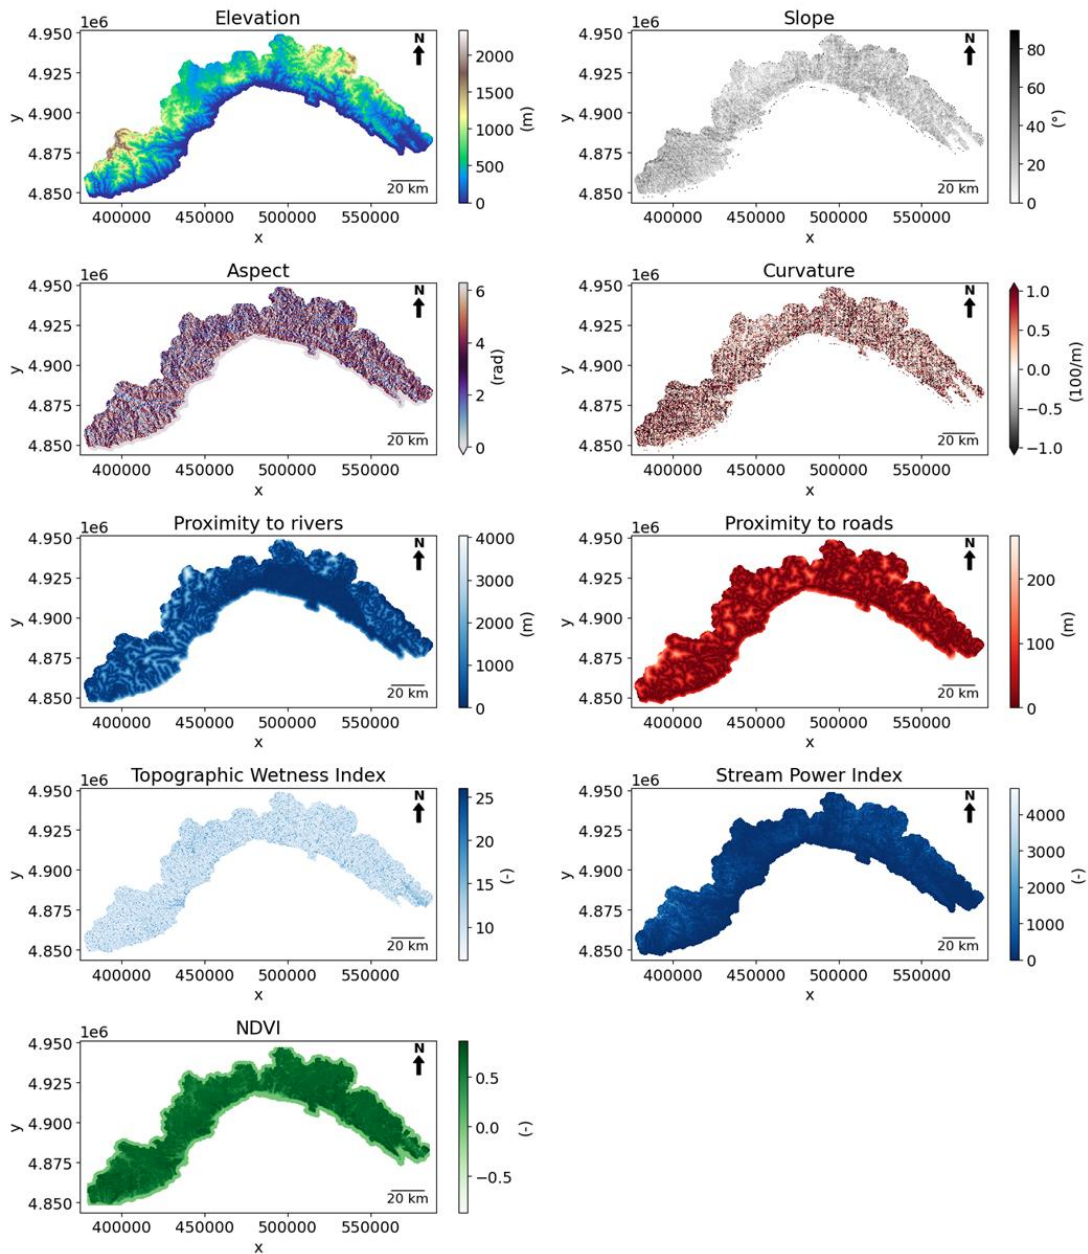 Elevation
1e6
4.950
4.925
4.900
4.875
4.850
y
N
20 km
400000 450000 500000 550000
x
2000
1500
1000
500
0
(m)
Slope
1e6
4.950
4.925
4.900
4.875
4.850
y
N
20 km
400000 450000 500000 550000
x
80
60
40
20
0
(°)
Aspect
1e6
4.950
4.925
4.900
4.875
4.850
y
N
20 km
400000 450000 500000 550000
x
6
4
2
0
(rad)
Curvature
1e6
4.950
4.925
4.900
4.875
4.850
y
N
20 km
400000 450000 500000 550000
x
1.0
0.5
0.0
−0.5
−1.0
(100/m)
Proximity to rivers
1e6
4.950
4.925
4.900
4.875
4.850
y
N
20 km
400000 450000 500000 550000
x
4000
3000
2000
1000
0
(m)
Proximity to roads
1e6
4.950
4.925
4.900
4.875
4.850
y
N
20 km
400000 450000 500000 550000
x
200
100
0
(m)
Topographic Wetness Index
1e6
4.950
4.925
4.900
4.875
4.850
y
N
20 km
400000 450000 500000 550000
x
25
20
15
10
(-)
Stream Power Index
1e6
4.950
4.925
4.900
4.875
4.850
y
N
20 km
400000 450000 500000 550000
x
4000
3000
2000
1000
0
(-)
NDVI
1e6
4.950
4.925
4.900
4.875
4.850
y
N
20 km
400000 450000 500000 550000
x
0.5
0.0
−0.5
(-)